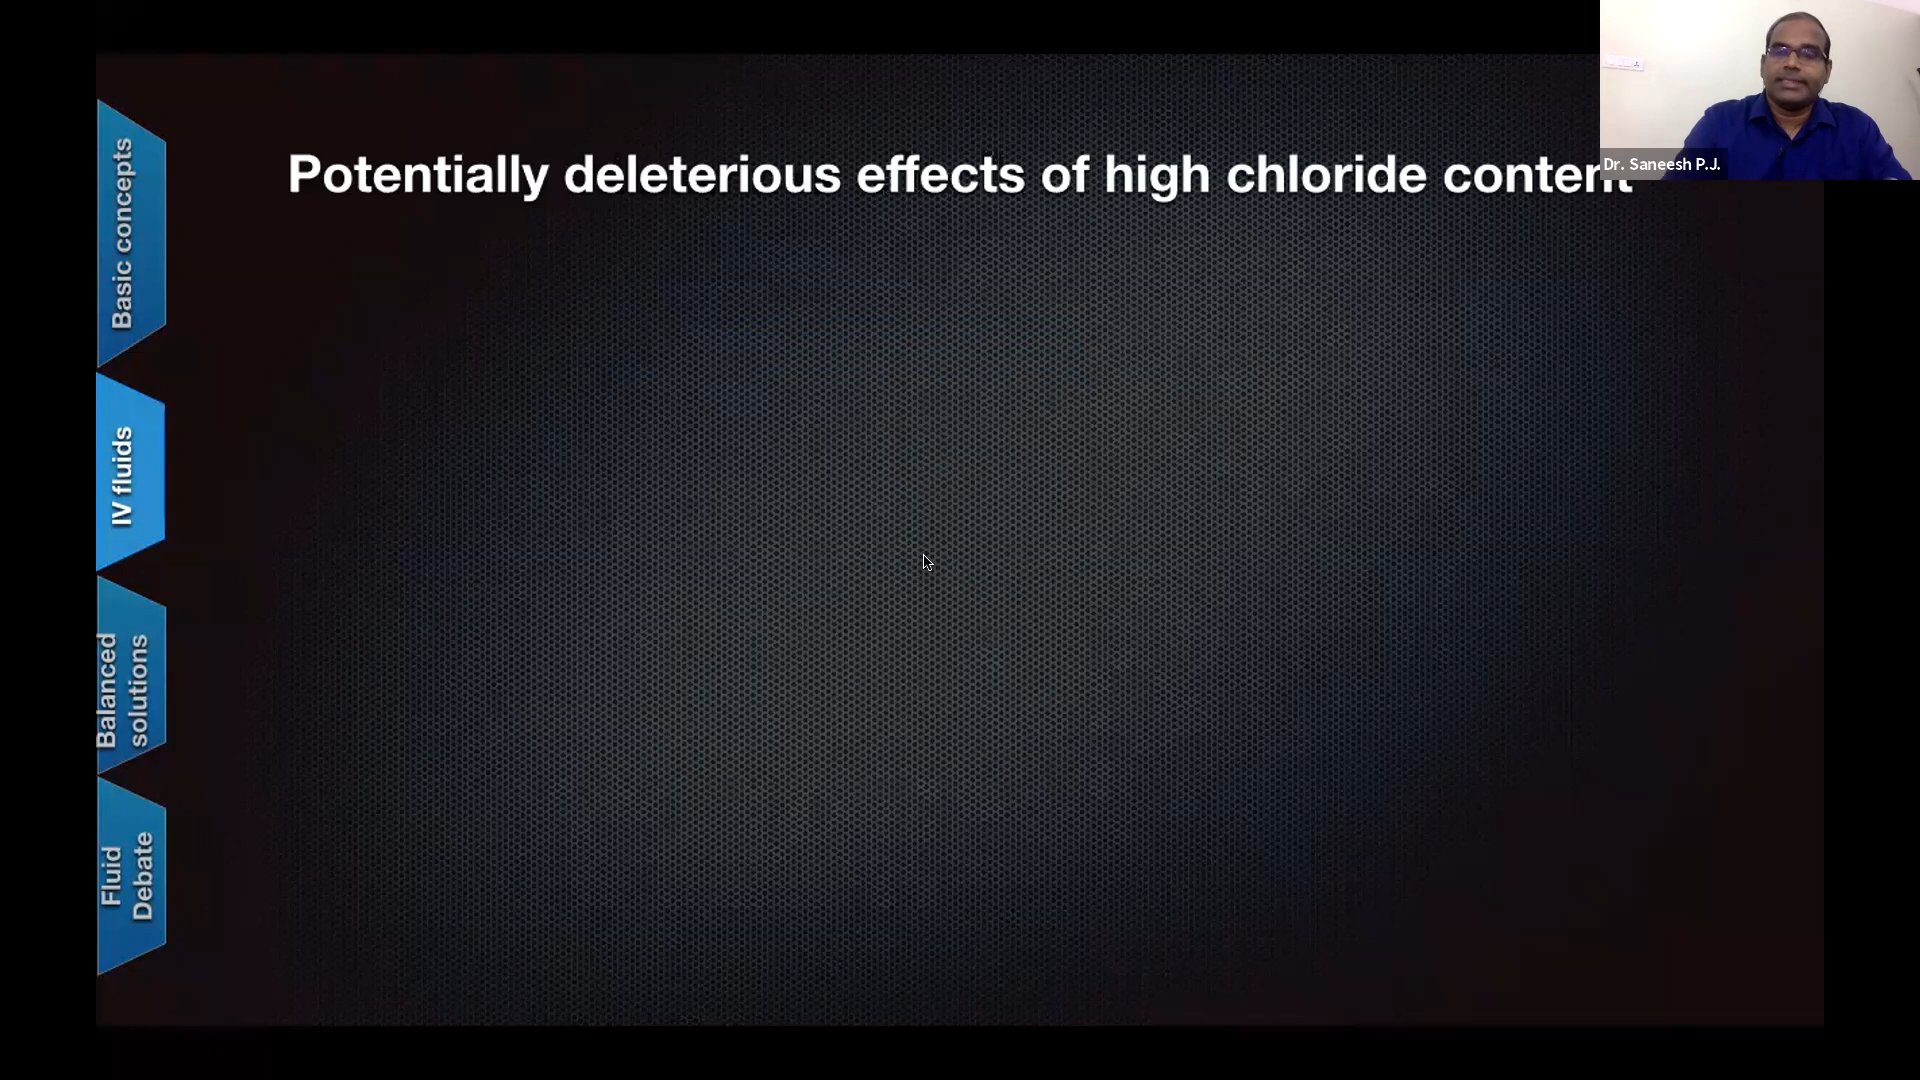 Potentially deleterious effects of high chloride content
Dr. Saneesh P.J.
Basic concepts
IV fluids
Balanced
solutions
Fluid
Debate